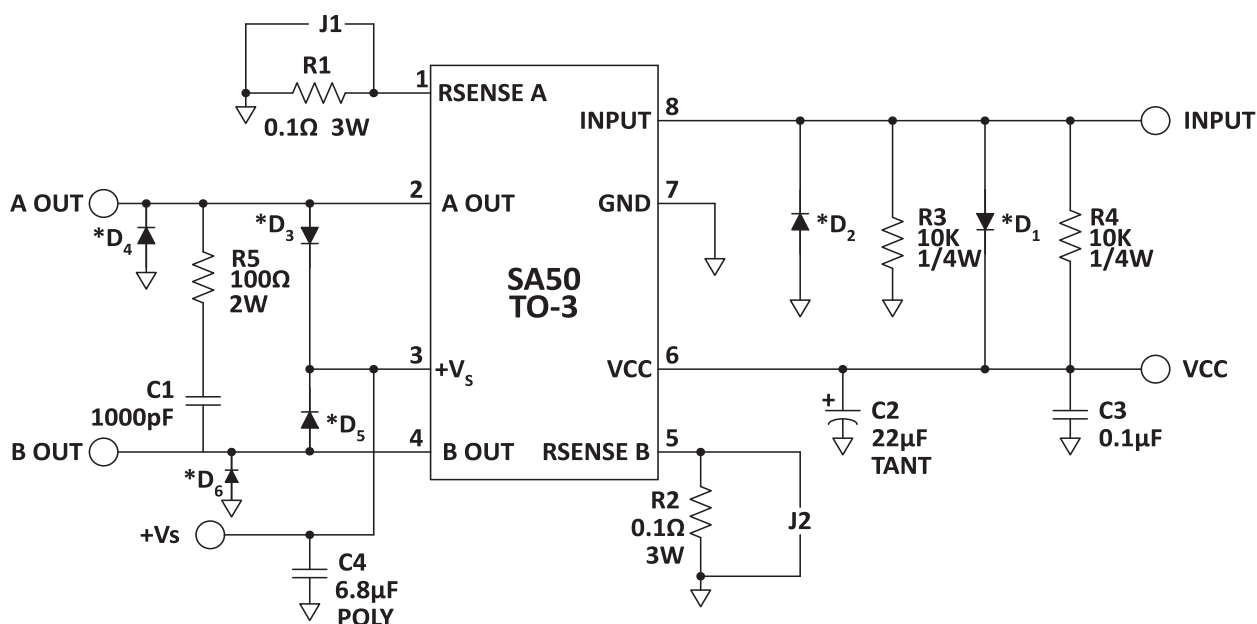 J1
R1
0.1Ω 3W
1
RSENSE A
INPUT
8
INPUT
A OUT
2
A OUT
GND
7
*D4
*D3
R5
100Ω
2W
*D2
R3
10K
1/4W
*D1
R4
10K
1/4W
SA50
TO-3
3
+VS
VCC
6
VCC
C1
1000pF
*D5
+
C2
22µF
TANT
C3
0.1µF
B OUT
4
B OUT
RSENSE B
5
*D6
R2
0.1Ω
3W
J2
+Vs
C4
6.8µF
POLY